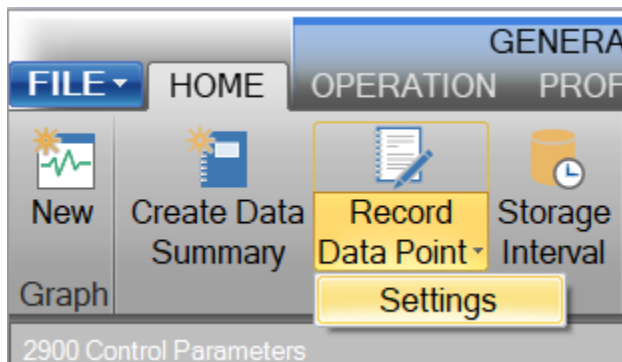 GENERA
FILE HOME OPERATION PROF
New Create Data Summary Record Data Point Storage Interval
Graph
Settings
2900 Control Parameters